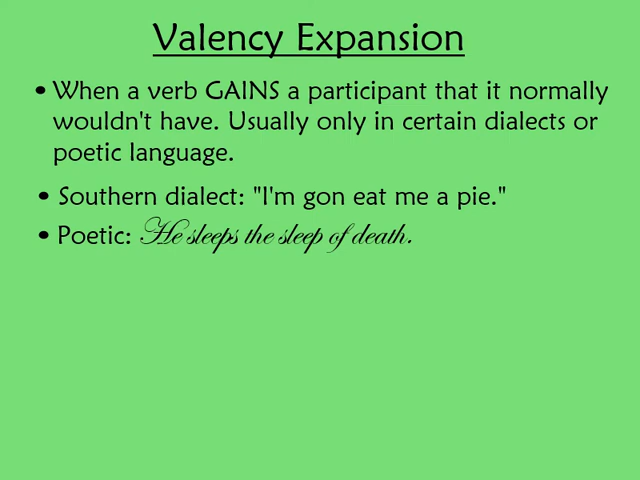 Valency Expansion
• When a verb GAINS a participant that it normally
wouldn't have. Usually only in certain dialects or
poetic language.
• Southern dialect: "I'm gon eat me a pie."
• Poetic: He sleeps the sleep of death.